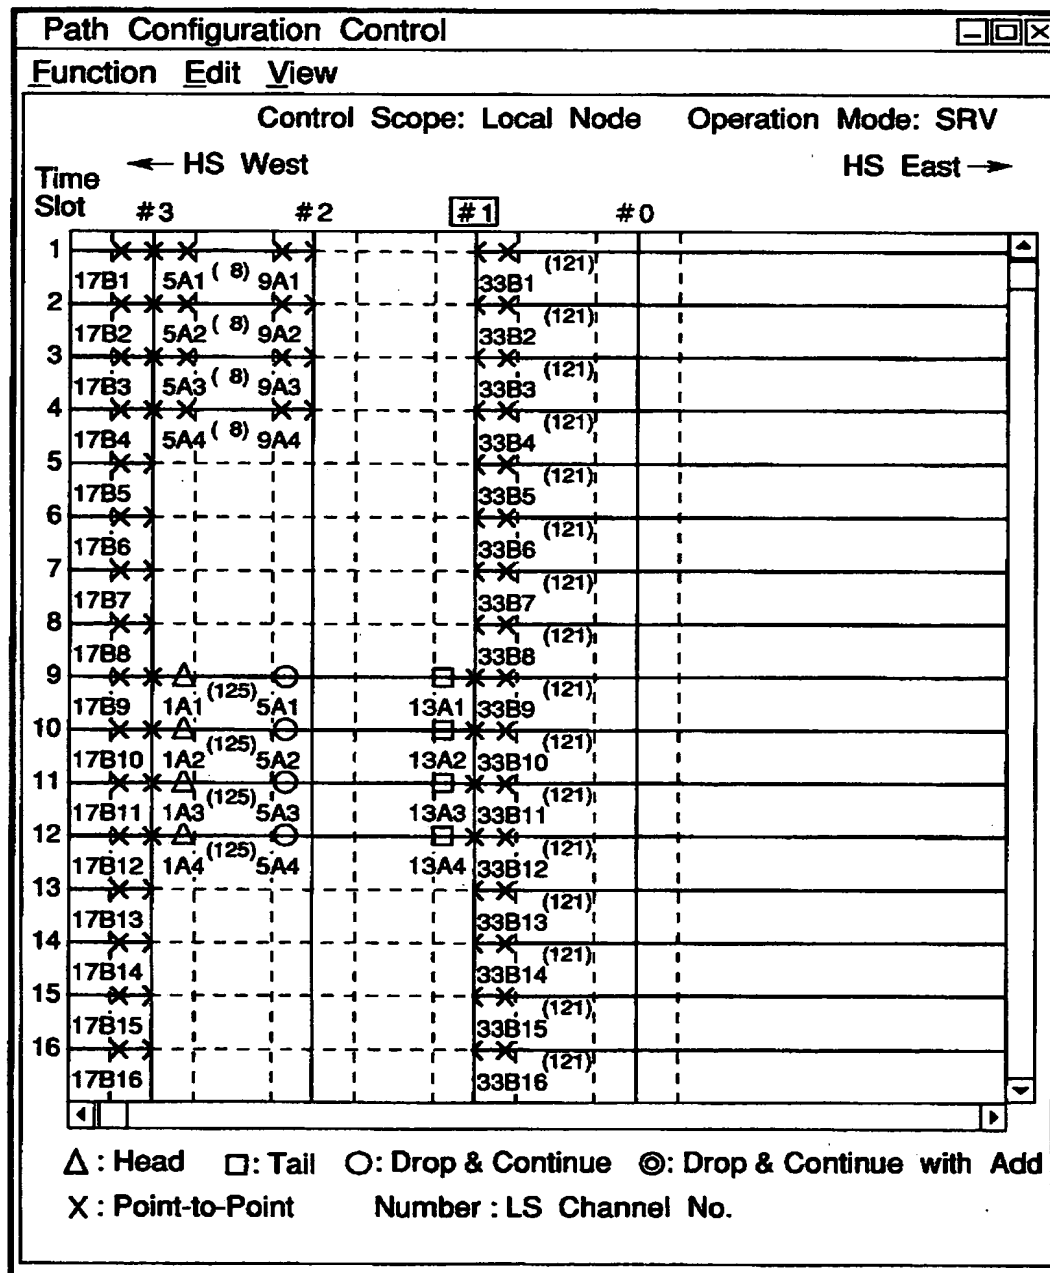 Path Configuration Control
Function Edit View
Control Scope: Local Node Operation Mode: SRV
← HS West HS East →
Time
Slot #3 #2 #1 #0
1
17B1 5A1 ( 8) 9A1 33B1 (121)
2
17B2 5A2 ( 8) 9A2 33B2 (121)
3
17B3 5A3 ( 8) 9A3 33B3 (121)
4
17B4 5A4 ( 8) 9A4 33B4 (121)
5
17B5 33B5 (121)
6
17B6 33B6 (121)
7
17B7 33B7 (121)
8
17B8 33B8 (121)
9
17B9 1A1 (125) 5A1 13A1 33B9 (121)
10
17B10 1A2 (125) 5A2 13A2 33B10 (121)
11
17B11 1A3 (125) 5A3 13A3 33B11 (121)
12
17B12 1A4 (125) 5A4 13A4 33B12 (121)
13
17B13 33B13 (121)
14
17B14 33B14 (121)
15
17B15 33B15 (121)
16
17B16 33B16 (121)
△: Head □: Tail ○: Drop & Continue ◎: Drop & Continue with Add
X: Point-to-Point Number: LS Channel No.